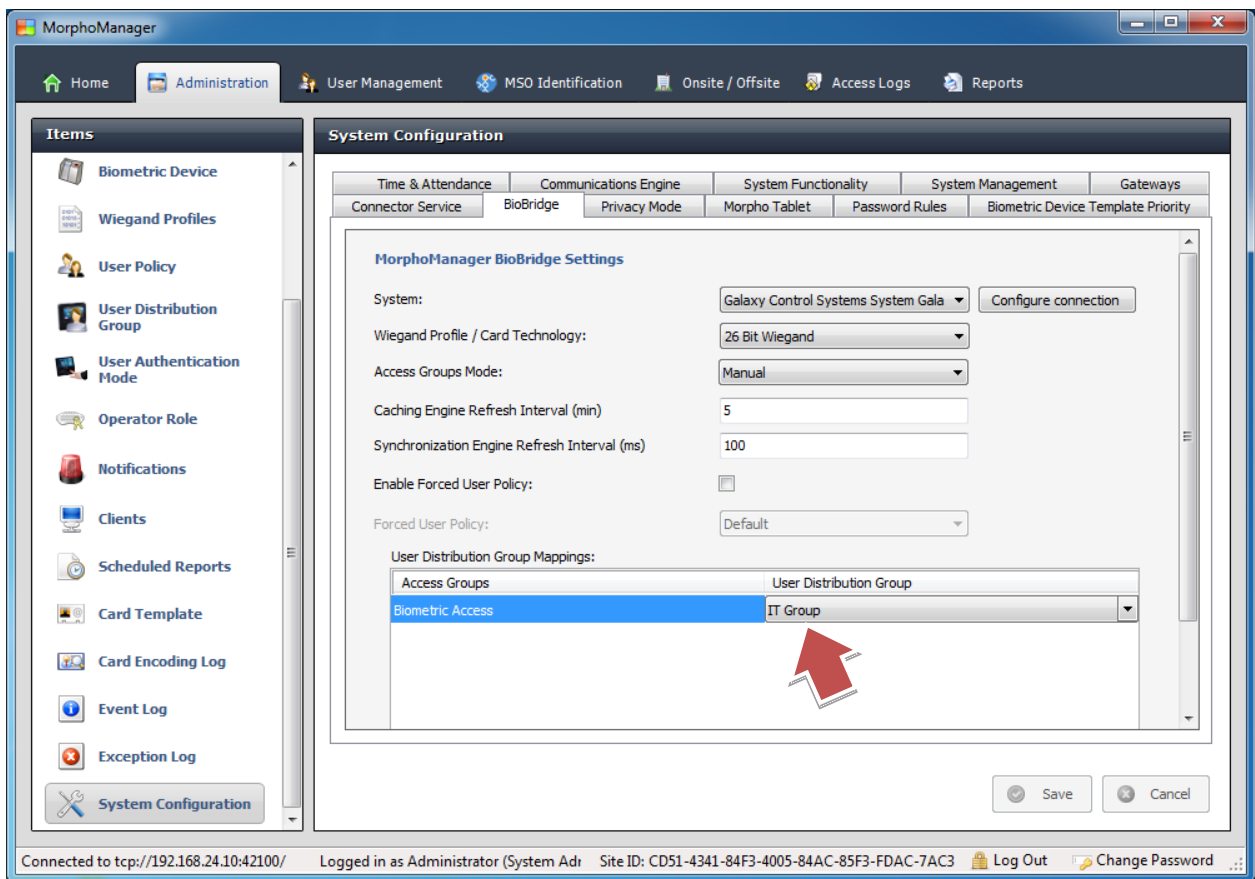 MorphoManager
Home Administration User Management MSO Identification Onsite / Offsite Access Logs Reports
Items
Biometric Device
Wiegand Profiles
User Policy
User Distribution
Group
User Authentication
Mode
Operator Role
Notifications
Clients
Scheduled Reports
Card Template
Card Encoding Log
Event Log
Exception Log
System Configuration
System Configuration
Time & Attendance Communications Engine System Functionality System Management Gateways
Connector Service BioBridge Privacy Mode Morpho Tablet Password Rules Biometric Device Template Priority
MorphoManager BioBridge Settings
System: Galaxy Control Systems System Gala Configure connection
Wiegand Profile / Card Technology: 26 Bit Wiegand
Access Groups Mode: Manual
Caching Engine Refresh Interval (min) 5
Synchronization Engine Refresh Interval (ms) 100
Enable Forced User Policy:
Forced User Policy: Default
User Distribution Group Mappings:
Access Groups User Distribution Group
Biometric Access IT Group
Save Cancel
Connected to tcp://192.168.24.10:42100/ Logged in as Administrator (System Adr Site ID: CD51-4341-84F3-4005-84AC-85F3-FDAC-7AC3 Log Out Change Password